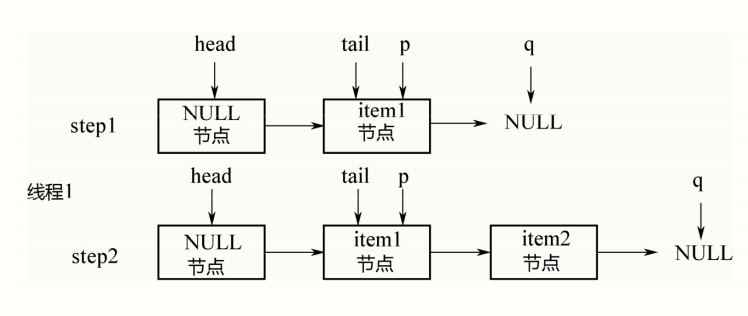 head tail p q
step1 NULL 节点 item1 节点 NULL
线程1
head tail p q
step2 NULL 节点 item1 节点 item2 节点 NULL